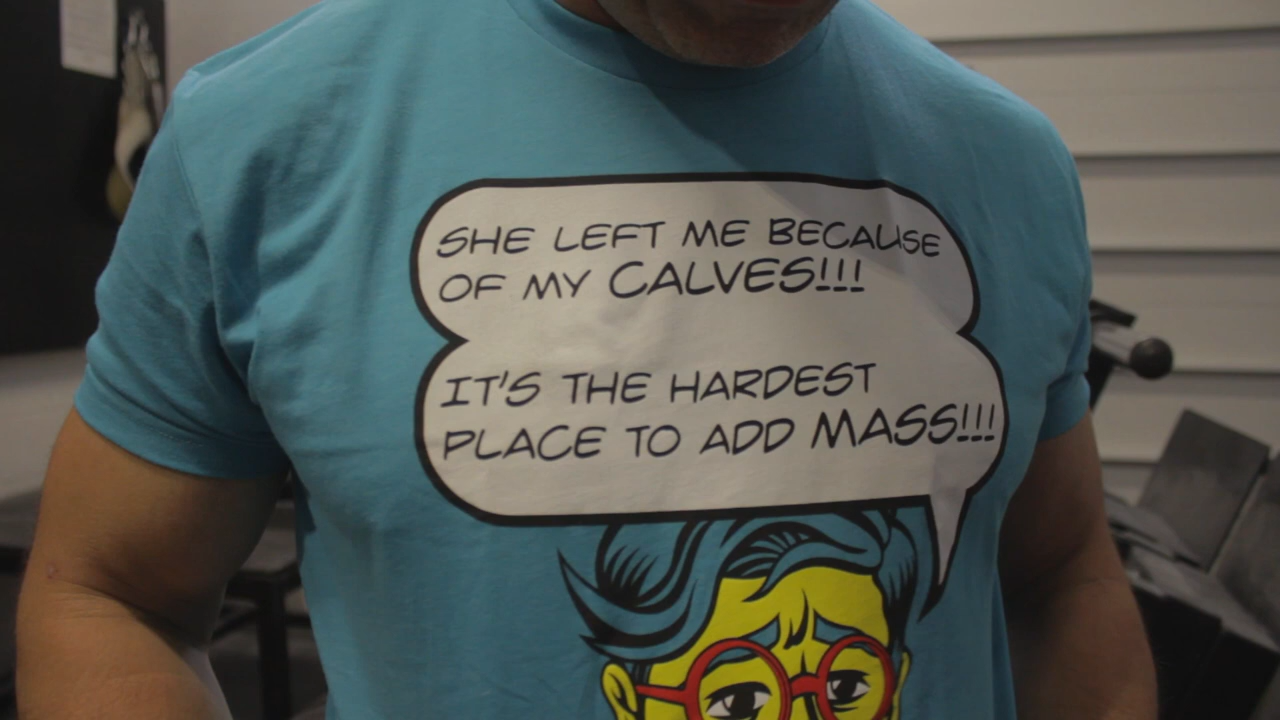 SHE LEFT ME BECAUSE
OF MY CALVES!!!
IT'S THE HARDEST
PLACE TO ADD MASS!!!